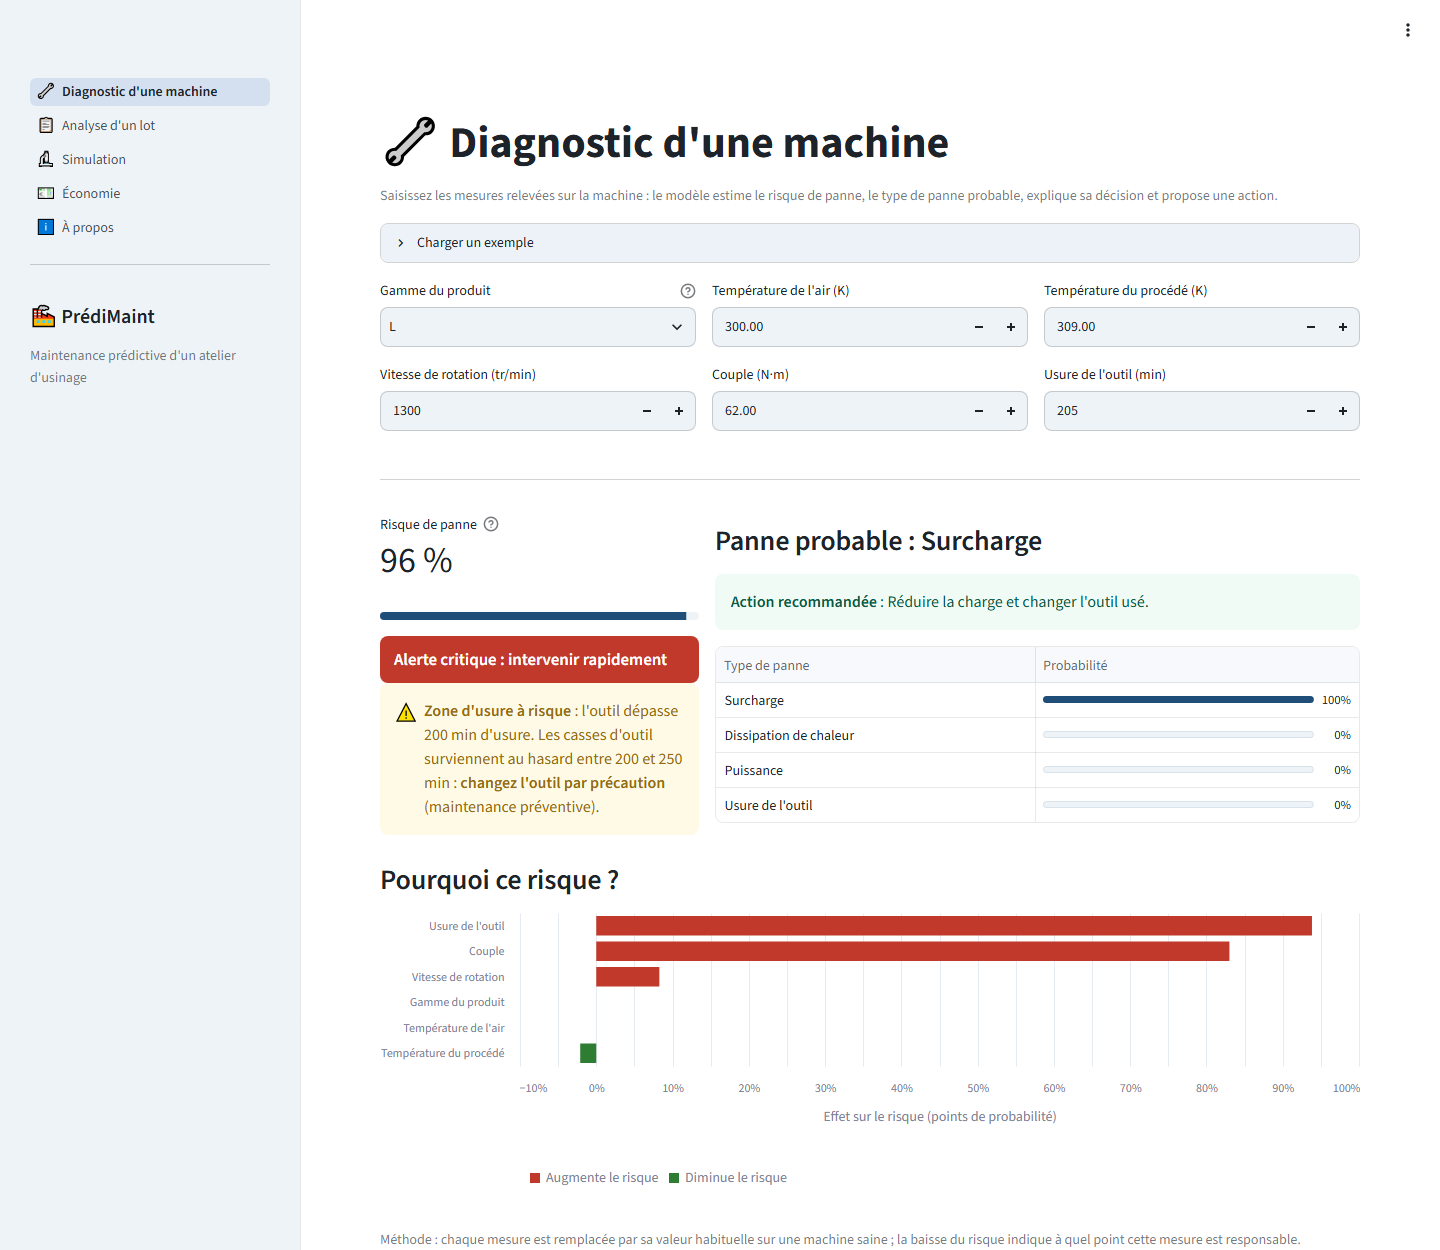 Diagnostic d'une machine
Analyse d'un lot
Simulation
Économie
À propos
PrédiMaint
Maintenance prédictive d'un atelier
d'usinage
Diagnostic d'une machine
Saisissez les mesures relevées sur la machine : le modèle estime le risque de panne, le type de panne probable, explique sa décision et propose une action.
Charger un exemple
Gamme du produit
Température de l'air (K)
Température du procédé (K)
L
300.00
309.00
Vitesse de rotation (tr/min)
Couple (N·m)
Usure de l'outil (min)
1300
62.00
205
Risque de panne
96 %
Alerte critique : intervenir rapidement
Zone d'usure à risque : l'outil dépasse
200 min d'usure. Les casses d'outil
surviennent au hasard entre 200 et 250
min : changez l'outil par précaution
(maintenance préventive).
Panne probable : Surcharge
Action recommandée : Réduire la charge et changer l'outil usé.
Type de panne Probabilité
Surcharge 100%
Dissipation de chaleur 0%
Puissance 0%
Usure de l'outil 0%
Pourquoi ce risque ?
Usure de l'outil
Couple
Vitesse de rotation
Gamme du produit
Température de l'air
Température du procédé
−10% 0% 10% 20% 30% 40% 50% 60% 70% 80% 90% 100%
Effet sur le risque (points de probabilité)
Augmente le risque Diminue le risque
Méthode : chaque mesure est remplacée par sa valeur habituelle sur une machine saine ; la baisse du risque indique à quel point cette mesure est responsable.